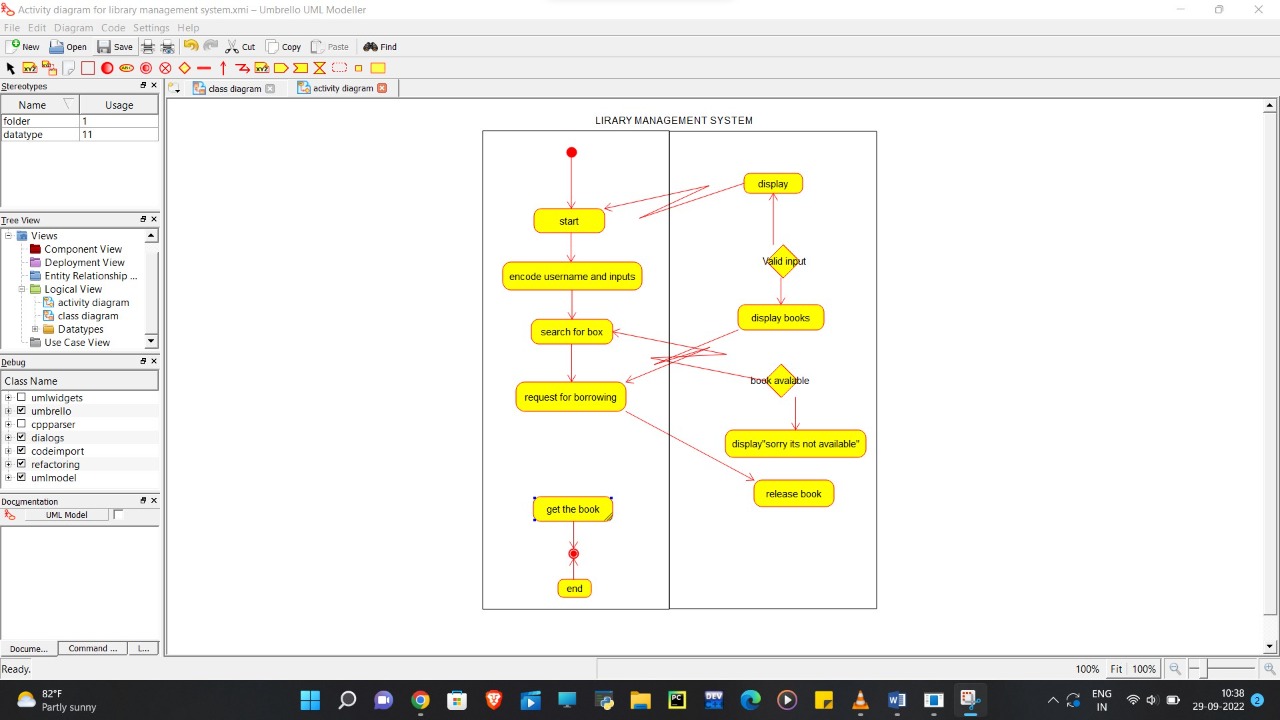 Activity diagram for library management system.xmi – Umbrello UML Modeller
File Edit Diagram Code Settings Help
New Open Save Cut Copy Paste Find
Stereotypes
Name Usage
folder 1
datatype 11
Tree View
Views
Component View
Deployment View
Entity Relationship ...
Logical View
activity diagram
class diagram
Datatypes
Use Case View
Debug
Class Name
umlwidgets
umbrello
cppparser
dialogs
codeimport
refactoring
umlmodel
Documentation
UML Model
Docume... Command ... L...
class diagram activity diagram
LIRARY MANAGEMENT SYSTEM
display
start
Valid input
encode username and inputs
display books
search for box
book avalable
request for borrowing
display"sorry its not available"
release book
get the book
end
Ready.
100% Fit 100%
82°F
Partly sunny
ENG
IN
10:38
29-09-2022
2